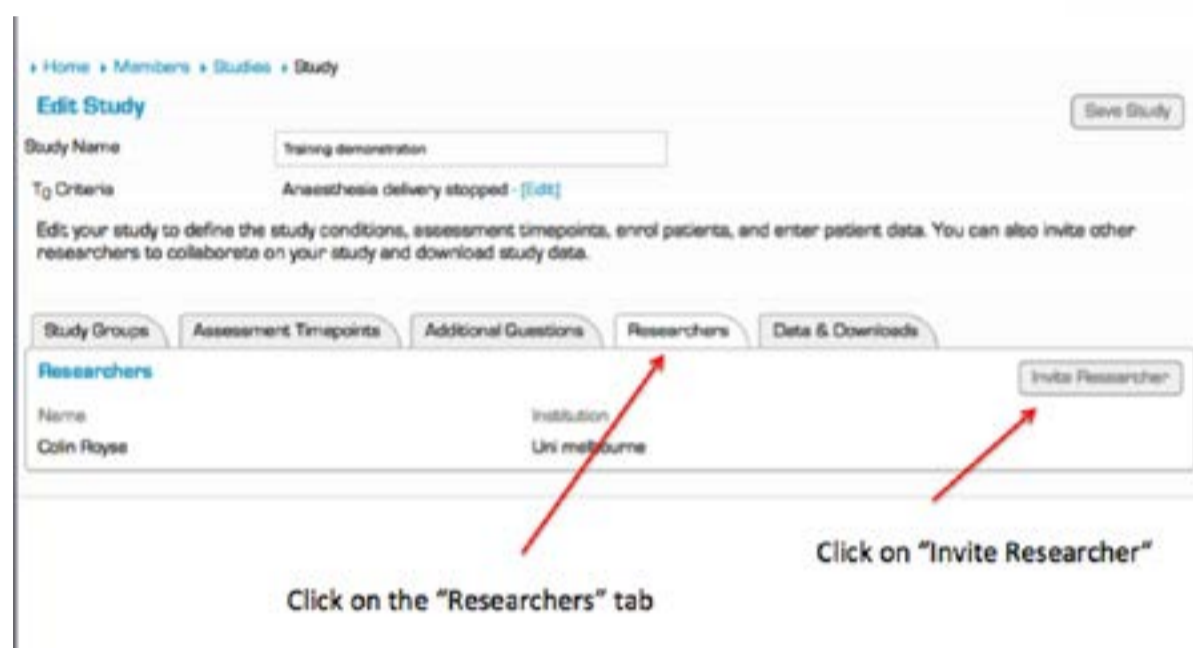 Home Members Studies Study
Edit Study
Save Study
Study Name Training demonstration
T0 Criteria Anaesthesia delivery stopped - [Edit]
Edit your study to define the study conditions, assessment timepoints, enrol patients, and enter patient data. You can also invite other
researchers to collaborate on your study and download study data.
Study Groups Assessment Timepoints Additional Questions Researchers Data & Downloads
Researchers
Invite Researcher
Name Institution
Colin Royse Uni melbourne
Click on "Invite Researcher"
Click on the "Researchers" tab